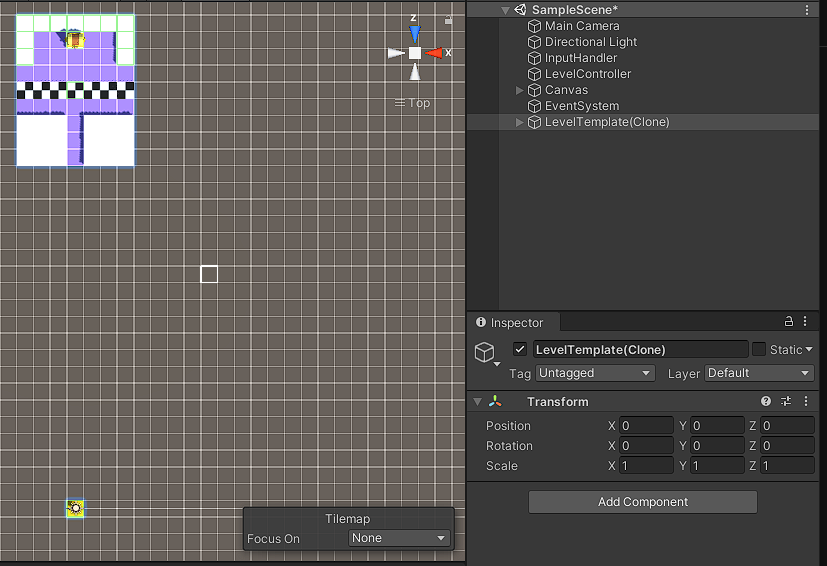 z
x
Top
Tilemap
Focus On None
SampleScene*
Main Camera
Directional Light
InputHandler
LevelController
Canvas
EventSystem
LevelTemplate(Clone)
Inspector
LevelTemplate(Clone) Static
Tag Untagged Layer Default
Transform
Position X 0 Y 0 Z 0
Rotation X 0 Y 0 Z 0
Scale X 1 Y 1 Z 1
Add Component